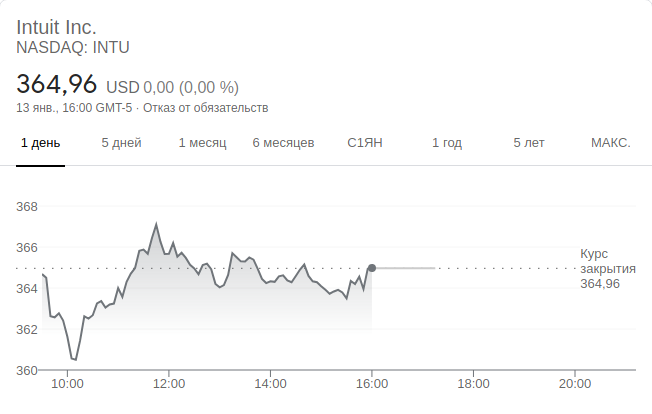 Intuit Inc.
NASDAQ: INTU
364,96 USD 0,00 (0,00 %)
13 янв., 16:00 GMT-5 · Отказ от обязательств
1 день 5 дней 1 месяц 6 месяцев С1ЯН 1 год 5 лет МАКС.
368
366
Курс
закрытия
364,96
364
362
360
10:00 12:00 14:00 16:00 18:00 20:00